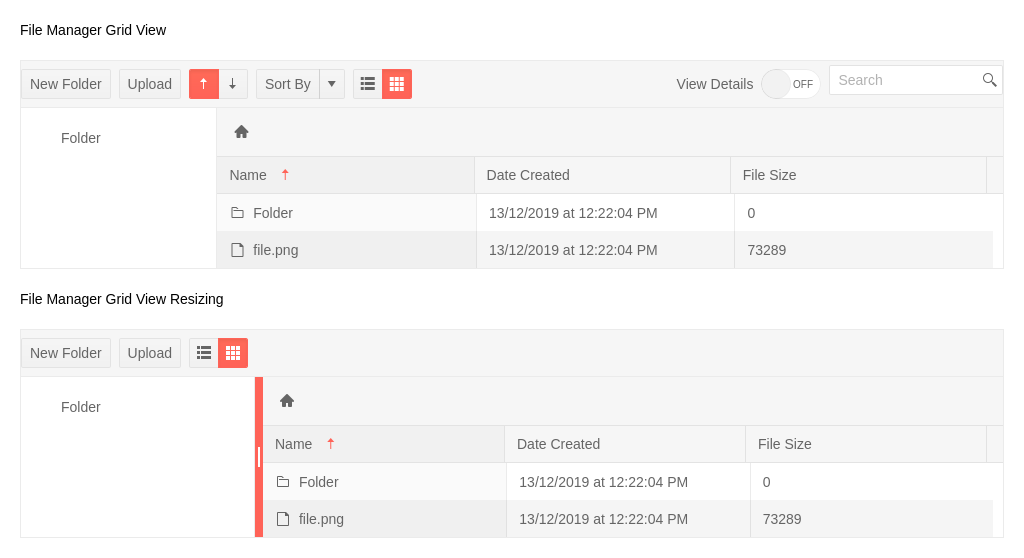 File Manager Grid View
New Folder Upload Sort By View Details OFF Search
Folder
Name Date Created File Size
Folder 13/12/2019 at 12:22:04 PM 0
file.png 13/12/2019 at 12:22:04 PM 73289
File Manager Grid View Resizing
New Folder Upload
Folder
Name Date Created File Size
Folder 13/12/2019 at 12:22:04 PM 0
file.png 13/12/2019 at 12:22:04 PM 73289